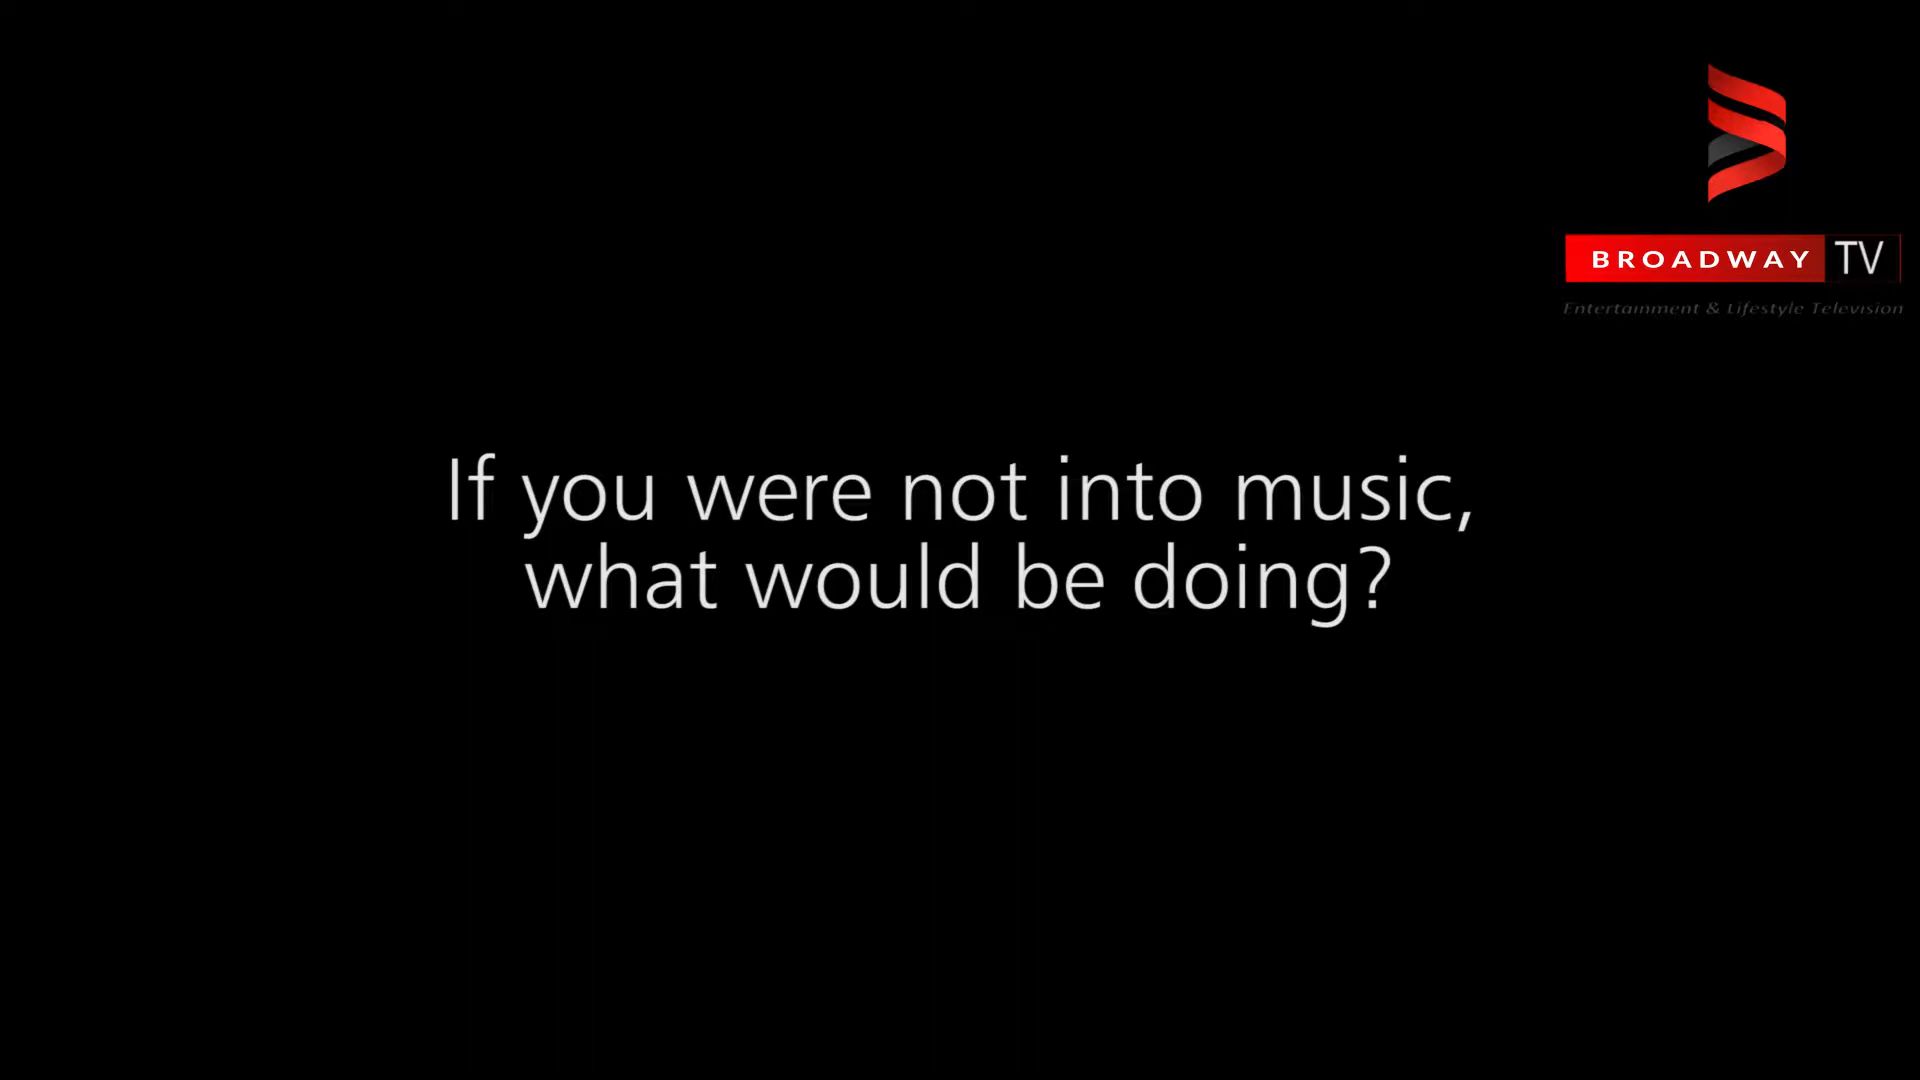 BROADWAY TV
Entertainment & Lifestyle Television
If you were not into music,
what would be doing?